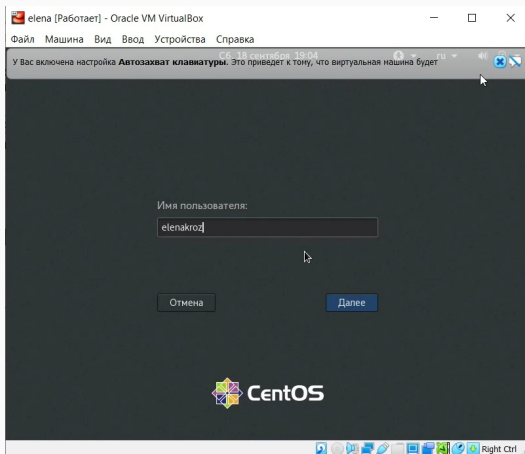 elena [Работает] - Oracle VM VirtualBox
Файл Машина Вид Ввод Устройства Справка
Сб, 18 сентября 19:04 ru
У Вас включена настройка Автозахват клавиатуры. Это приведет к тому, что виртуальная машина будет
Имя пользователя:
elenakroz
Отмена Далее
CentOS
Right Ctrl